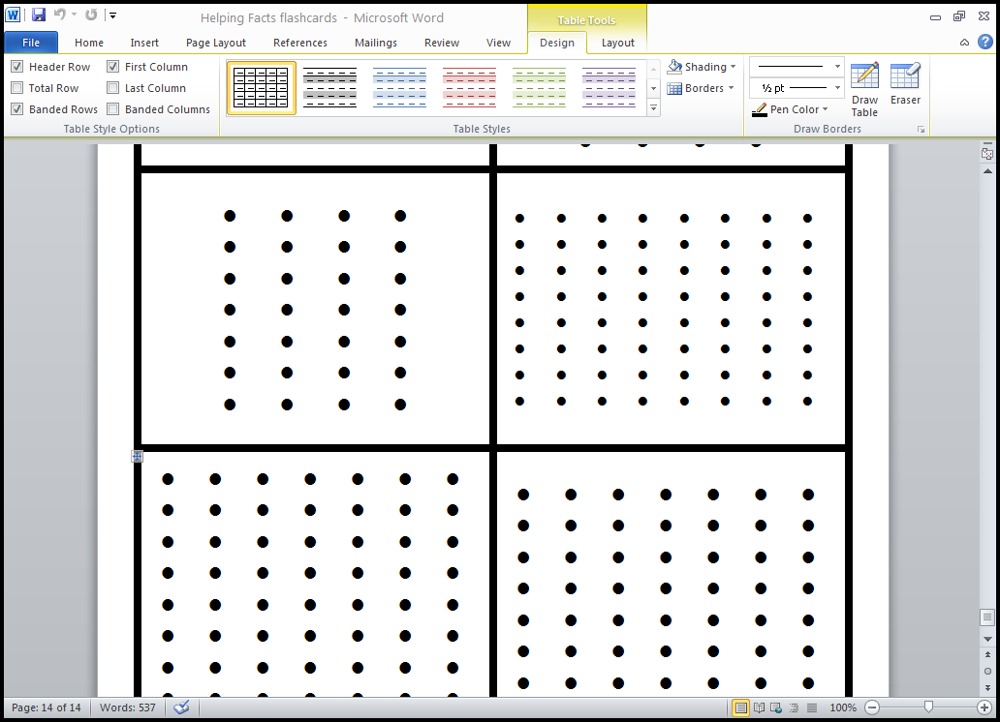 W
Helping Facts flashcards - Microsoft Word
Table Tools
File Home Insert Page Layout References Mailings Review View Design Layout
Header Row First Column
Total Row Last Column
Banded Rows Banded Columns
Table Style Options
Table Styles
Shading
Borders
½ pt
Pen Color
Draw Table
Eraser
Draw Borders
Page: 14 of 14 Words: 537 100%